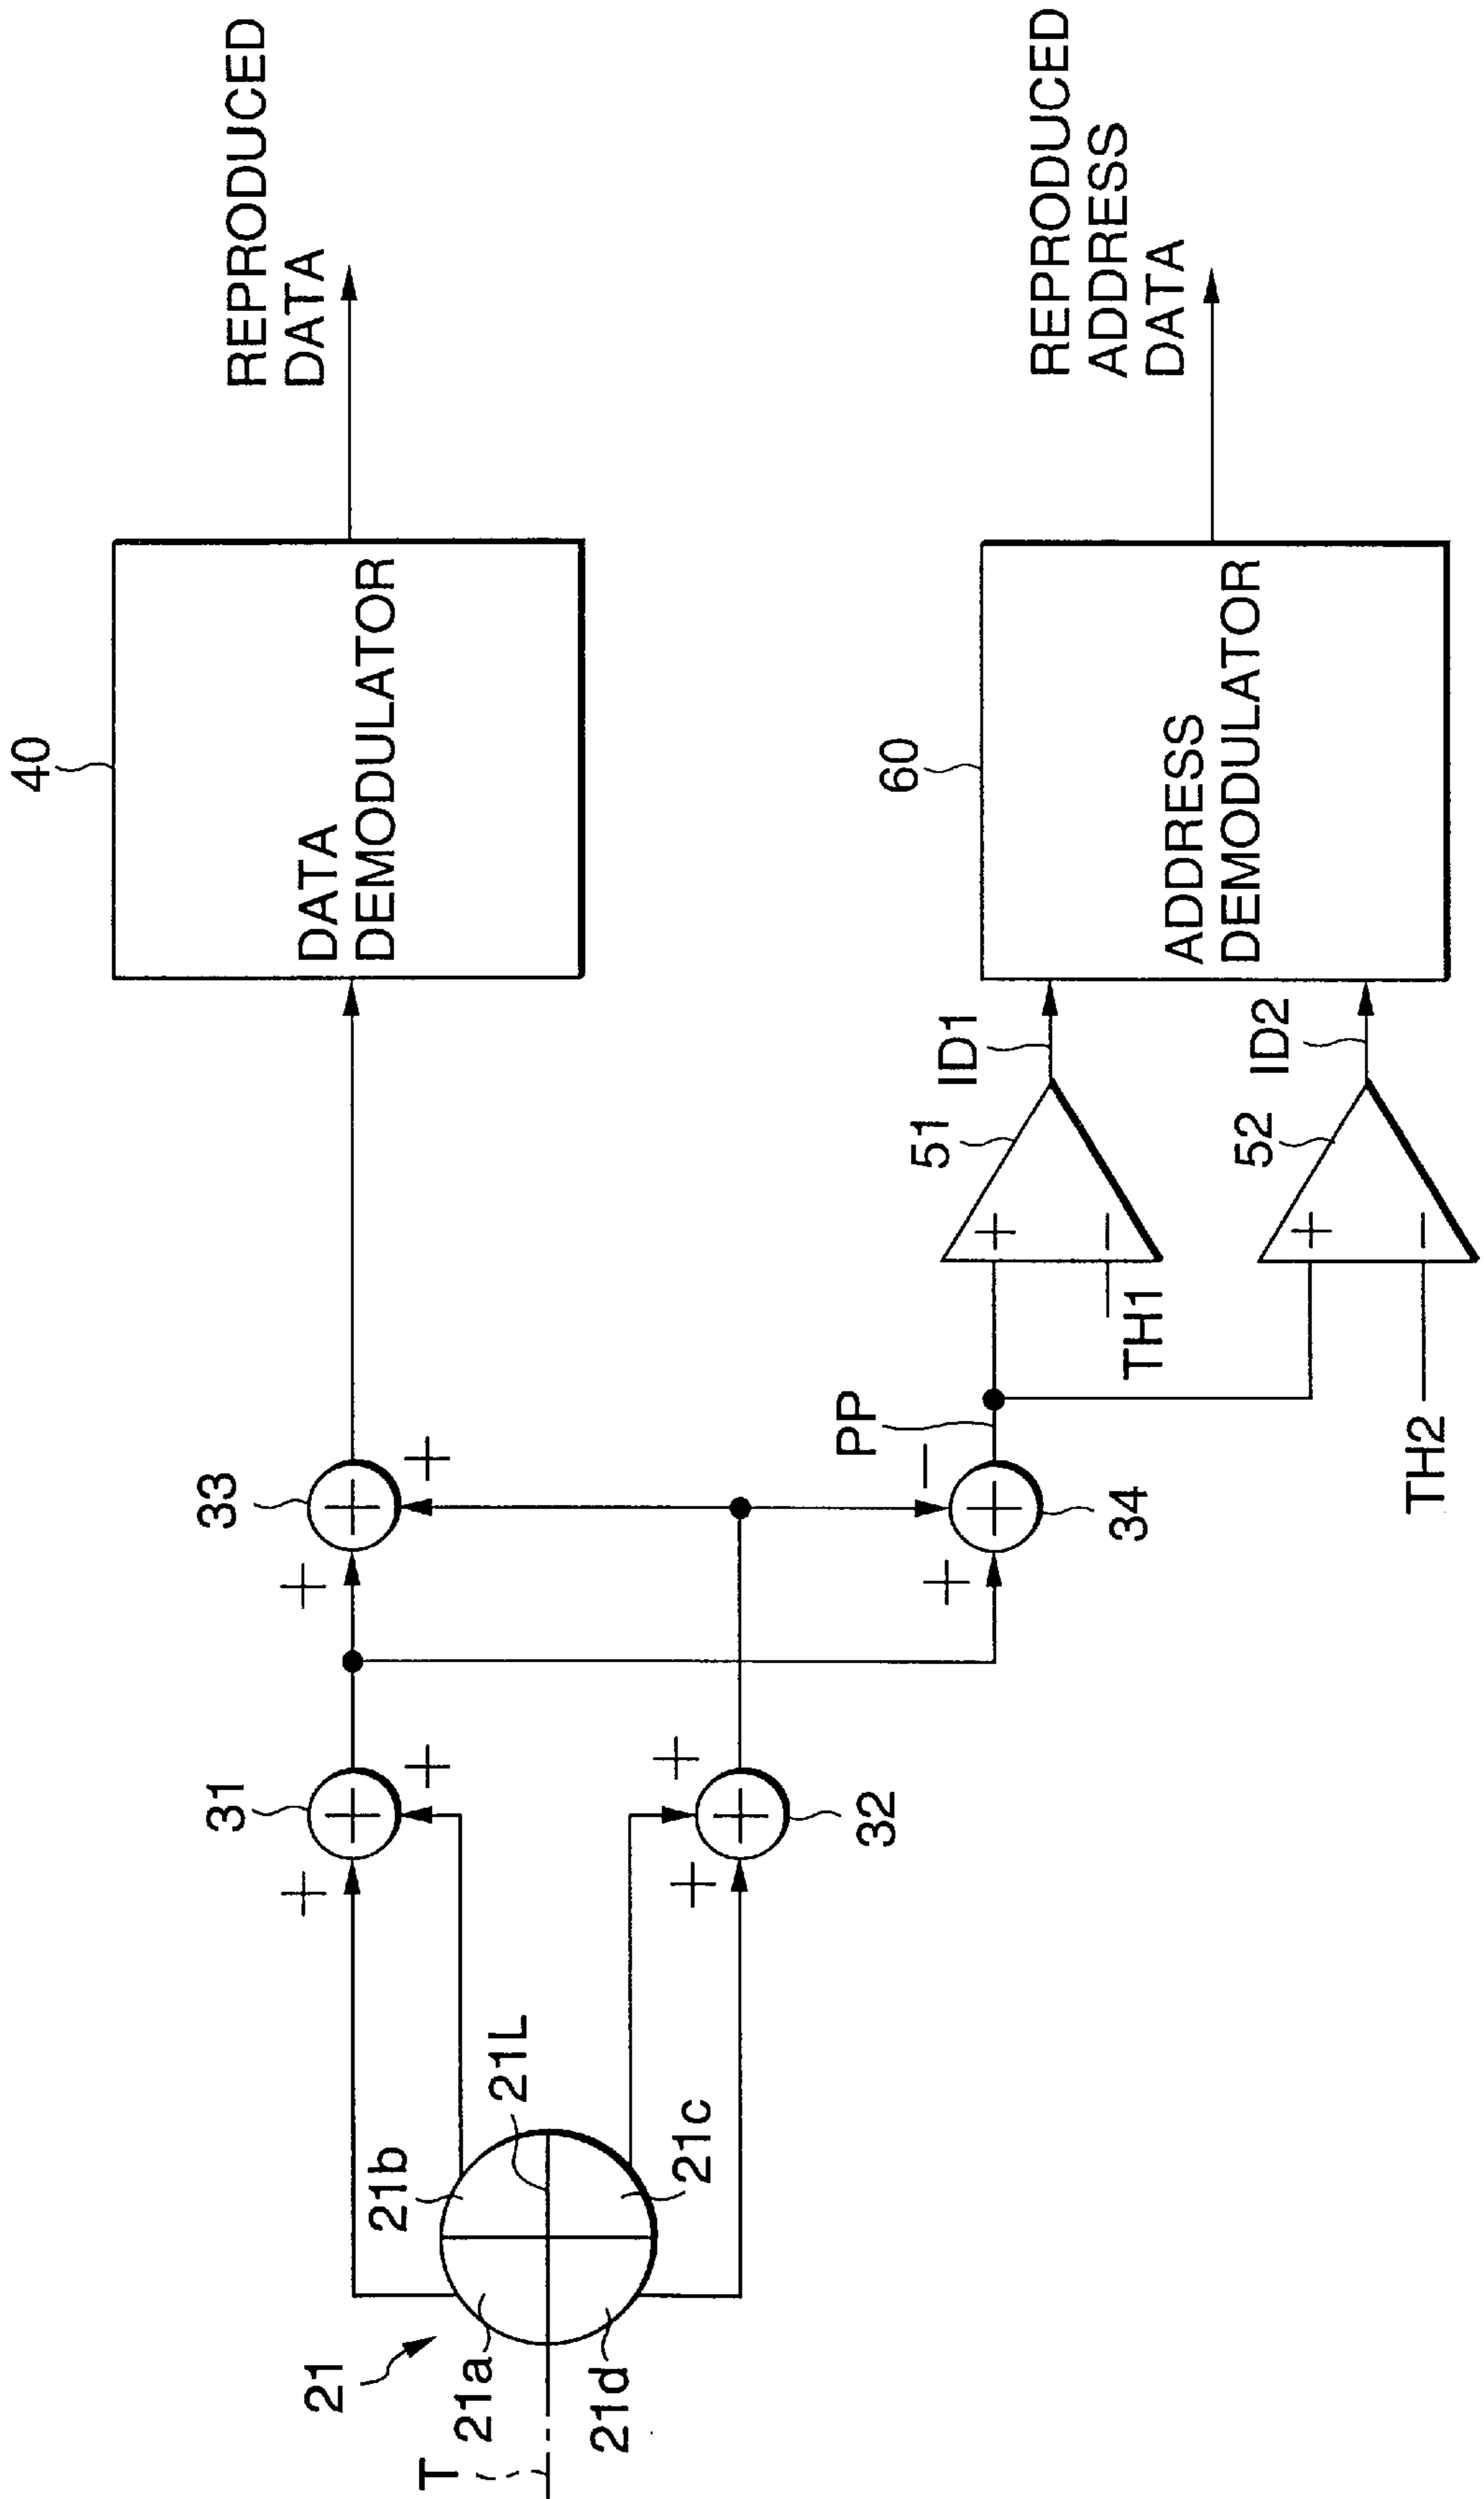 40
DATA
DEMODULATOR
REPRODUCED
DATA
33
+
+
31
+
+
21
21b
21L
21a
21c
21d
T
32
+
+
34
+
−
PP
51
+
−
TH1
ID1
52
+
−
TH2
ID2
60
ADDRESS
DEMODULATOR
REPRODUCED
ADDRESS
DATA